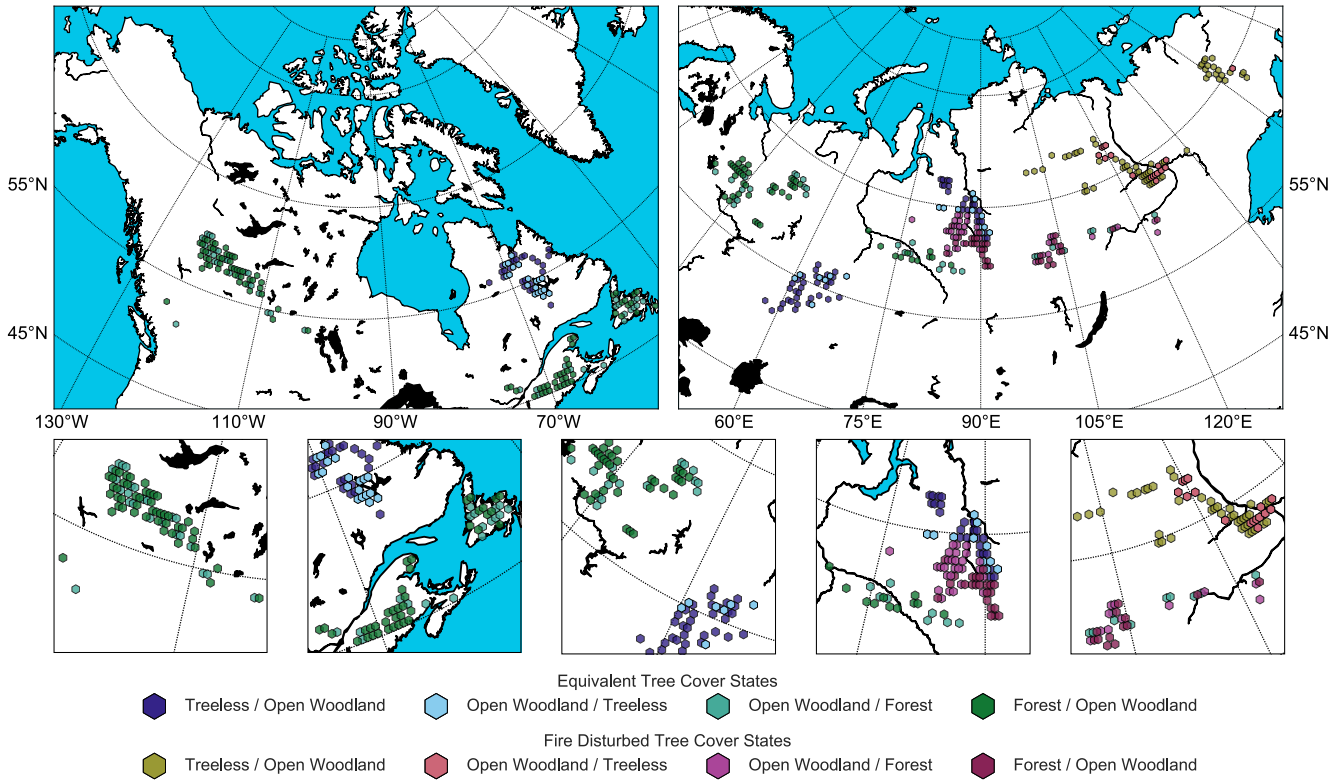 55°N
45°N
130°W
110°W
90°W
70°W
55°N
45°N
60°E
75°E
90°E
105°E
120°E
Equivalent Tree Cover States
Treeless / Open Woodland
Open Woodland / Treeless
Open Woodland / Forest
Forest / Open Woodland
Fire Disturbed Tree Cover States
Treeless / Open Woodland
Open Woodland / Treeless
Open Woodland / Forest
Forest / Open Woodland